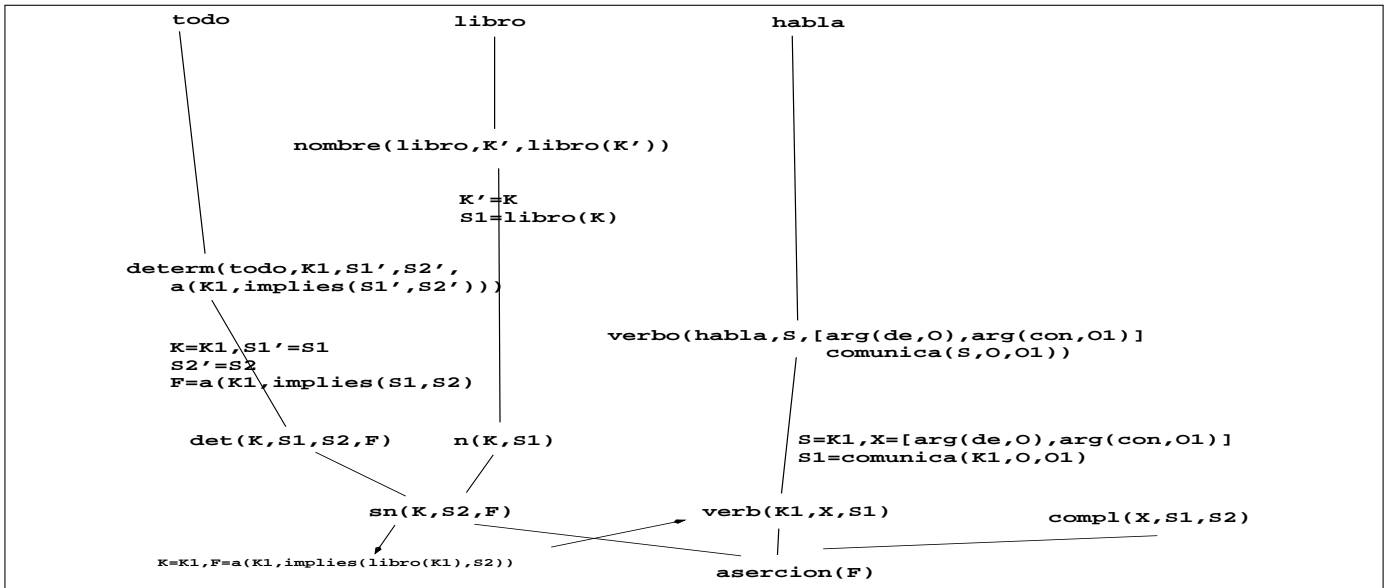 todo libro habla
nombre(libro,K’,libro(K’))
K’=K
S1=libro(K)
determ(todo,K1,S1’,S2’,
a(K1,implies(S1’,S2’)))
verbo(habla,S,[arg(de,O),arg(con,O1)]
comunica(S,O,O1))
K=K1,S1’=S1
S2’=S2
F=a(K1,implies(S1,S2)
det(K,S1,S2,F) n(K,S1)
S=K1,X=[arg(de,O),arg(con,O1)]
S1=comunica(K1,O,O1)
sn(K,S2,F) verb(K1,X,S1) compl(X,S1,S2)
K=K1,F=a(K1,implies(libro(K1),S2))
asercion(F)